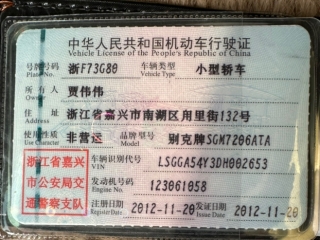 中华人民共和国机动车行驶证
Vehicle License of the People's Republic of China
号牌号码 浙F73G80 车辆类型 小型轿车
Plate No. Vehicle Type
所有人 贾伟伟
Owner
住址 浙江省嘉兴市南湖区甪里街132号
Address
使用性质 非营运 品牌型号 别克牌SGM7206ATA
Use Character Model
浙江省嘉兴市公安局交通警察支队
车辆识别代号 LSGGA54Y3DH002653
VIN
发动机号码 123061058
Engine No.
注册日期 2012-11-20 发证日期 2012-11-20
Register Date Issue Date